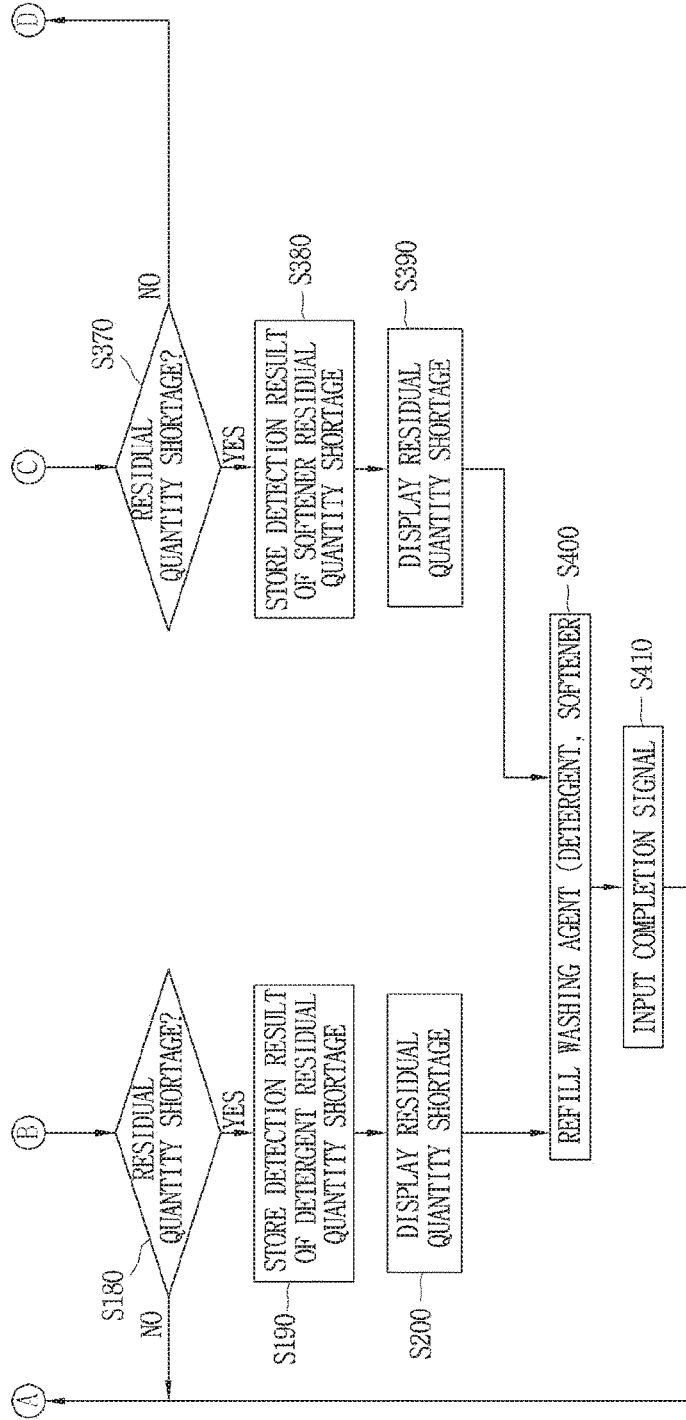 A
B
C
D
S180
RESIDUAL
QUANTITY SHORTAGE?
NO
YES
S190
STORE DETECTION RESULT
OF DETERGENT RESIDUAL
QUANTITY SHORTAGE
S200
DISPLAY RESIDUAL
QUANTITY SHORTAGE
S370
RESIDUAL
QUANTITY SHORTAGE?
NO
YES
S380
STORE DETECTION RESULT
OF SOFTENER RESIDUAL
QUANTITY SHORTAGE
S390
DISPLAY RESIDUAL
QUANTITY SHORTAGE
S400
REFILL WASHING AGENT (DETERGENT, SOFTENER
S410
INPUT COMPLETION SIGNAL